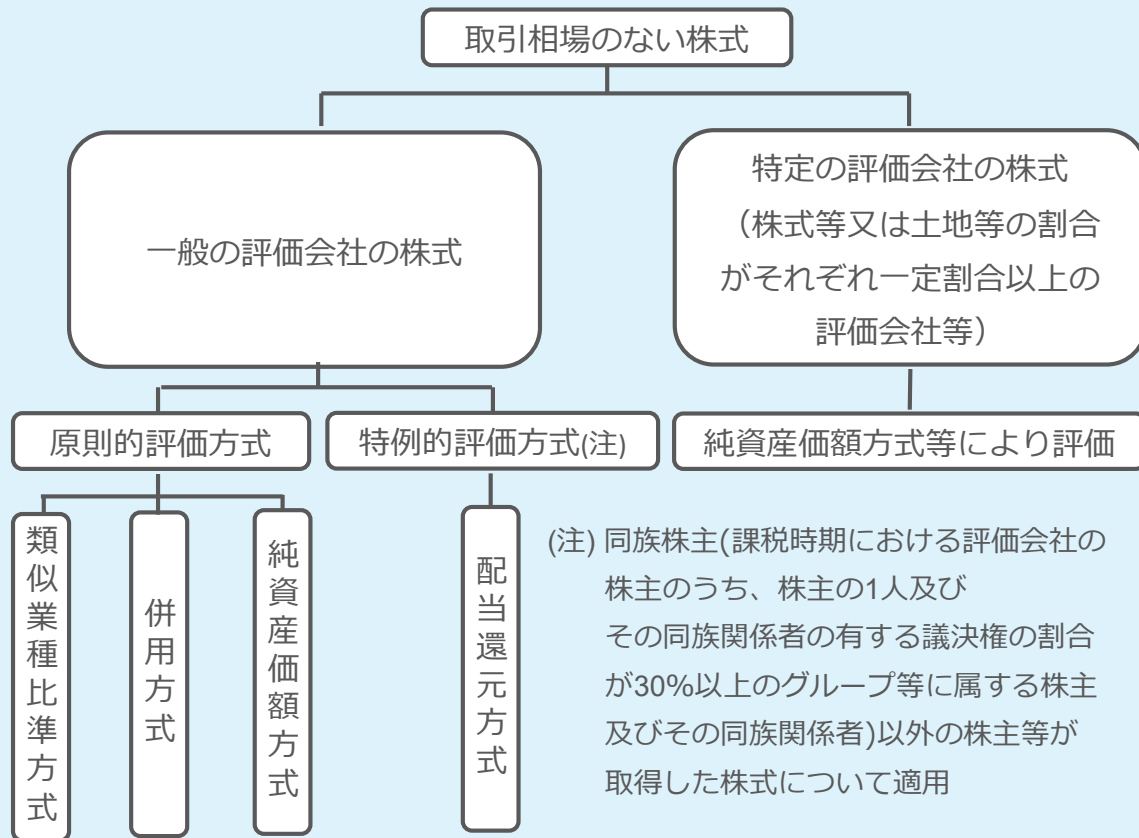 取引相場のない株式
一般の評価会社の株式
特定の評価会社の株式
（株式等又は土地等の割合
がそれぞれ一定割合以上の
評価会社等）
原則的評価方式
特例的評価方式(注)
純資産価額方式等により評価
類似業種比準方式
併用方式
純資産価額方式
配当還元方式
(注) 同族株主(課税時期における評価会社の
株主のうち、株主の1人及び
その同族関係者の有する議決権の割合
が30%以上のグループ等に属する株主
及びその同族関係者)以外の株主等が
取得した株式について適用